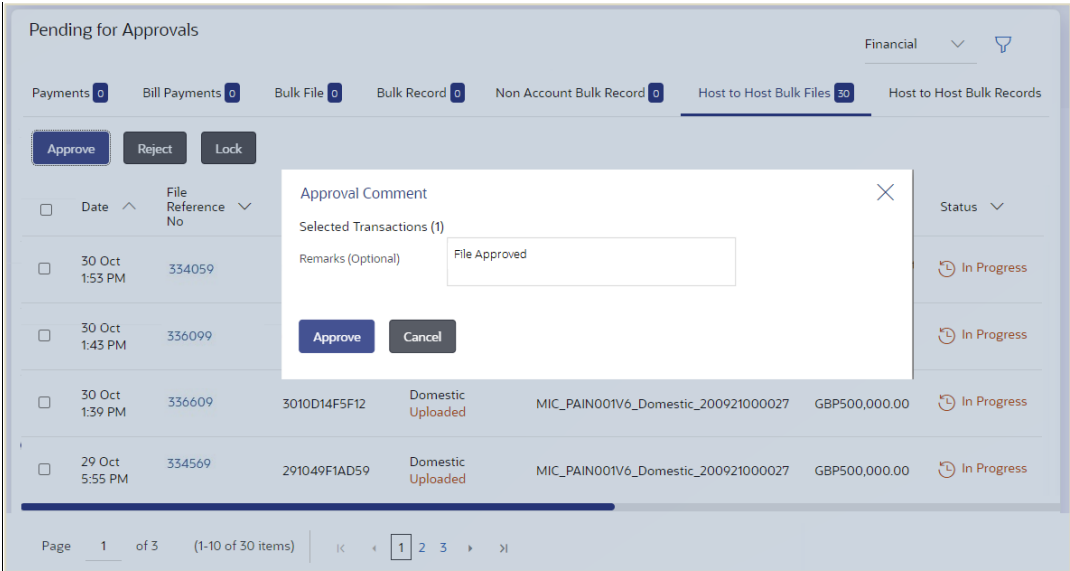 Pending for Approvals
Financial
Payments 0 Bill Payments 0 Bulk File 0 Bulk Record 0 Non Account Bulk Record 0 Host to Host Bulk Files 30 Host to Host Bulk Records
Approve Reject Lock
Date File Reference No Status
Approval Comment
Selected Transactions (1)
Remarks (Optional) File Approved
Approve Cancel
30 Oct 334059 In Progress
1:53 PM
30 Oct 336099 In Progress
1:43 PM
30 Oct 336609 3010D14F5F12 Domestic MIC_PAIN001V6_Domestic_200921000027 GBP500,000.00 In Progress
1:39 PM Uploaded
29 Oct 334569 291049F1AD59 Domestic MIC_PAIN001V6_Domestic_200921000027 GBP500,000.00 In Progress
5:55 PM Uploaded
Page 1 of 3 (1-10 of 30 items) 1 2 3